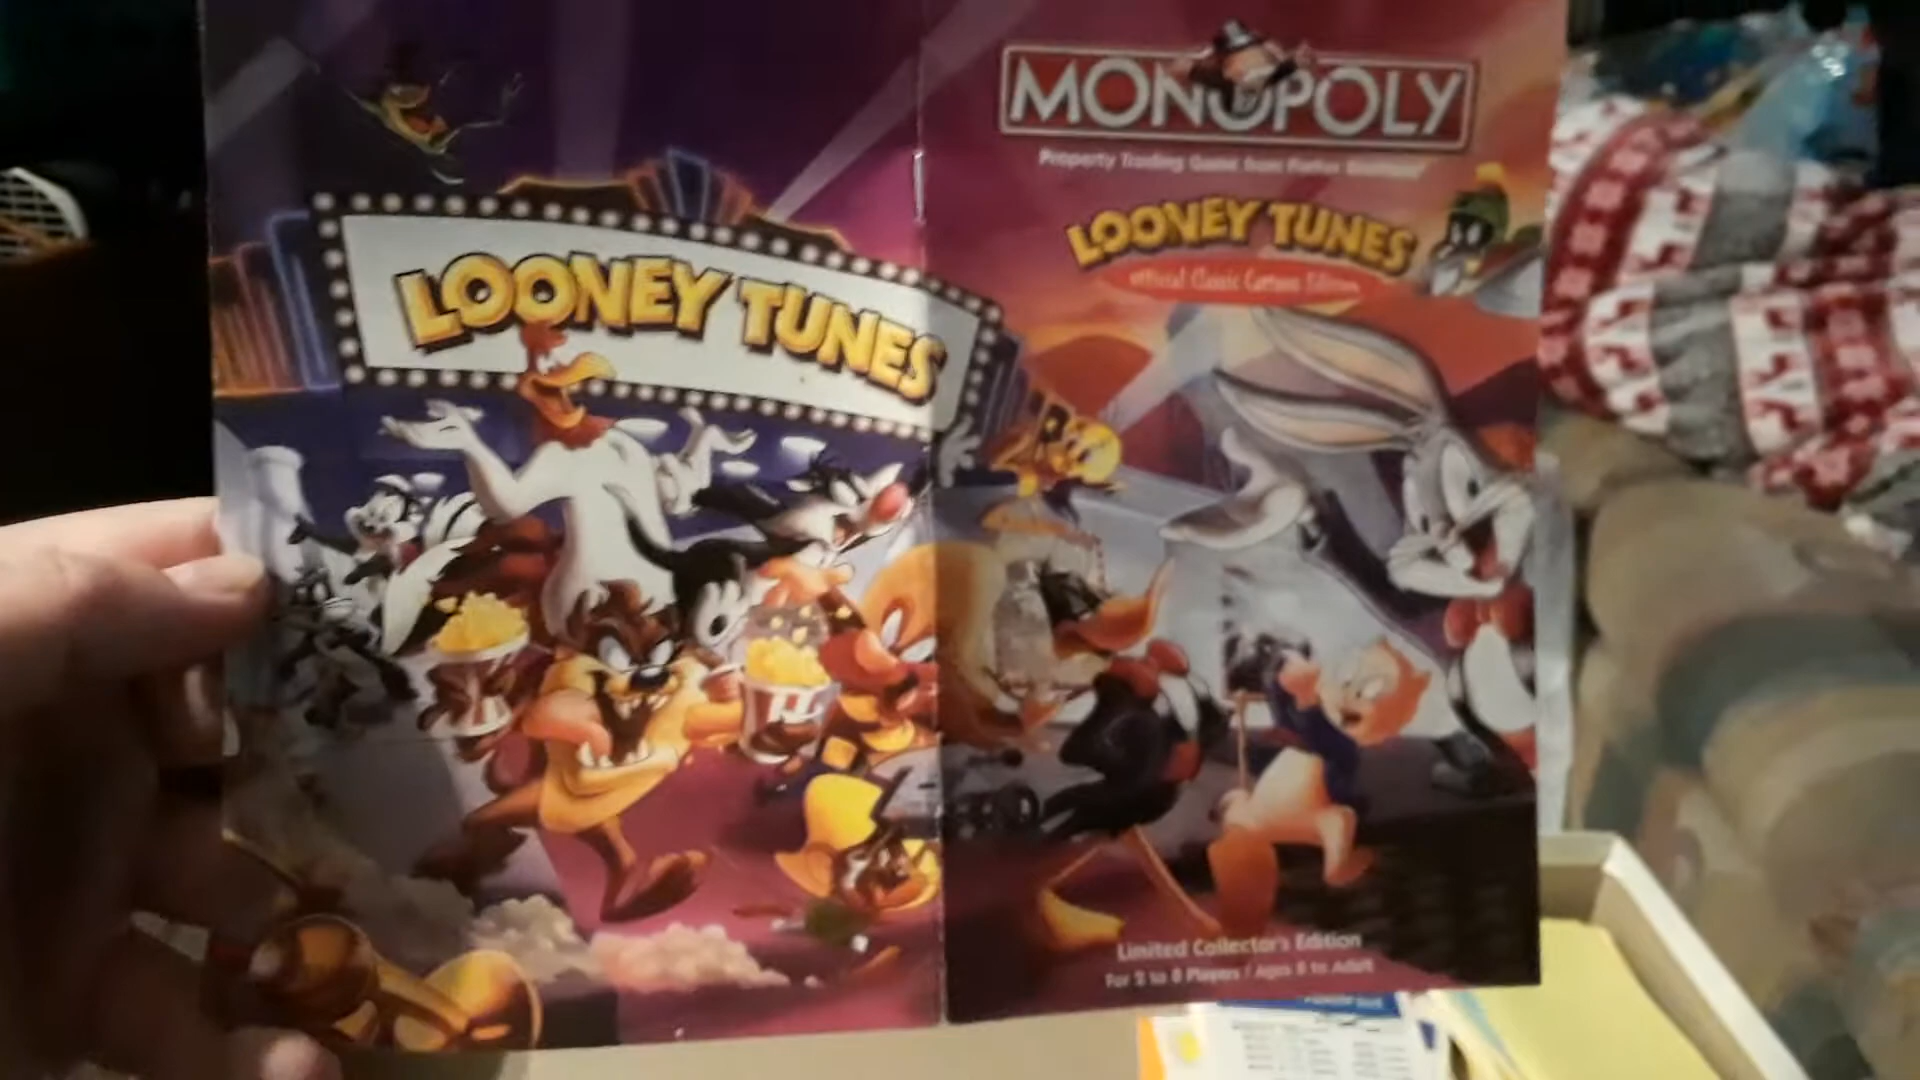 LOONEY TUNES
MONOPOLY
Property Trading Game from Parker Brothers
LOONEY TUNES
official Classic Cartoon Edition
Limited Collector's Edition
For 2 to 8 Players / Ages 8 to Adult